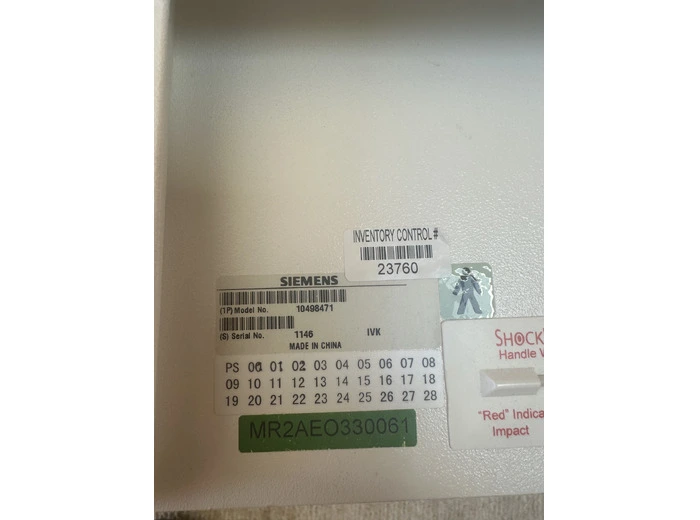 INVENTORY CONTROL#
23760
SIEMENS
(1P) Model No. 10498471
(S) Serial No. 1146 IVK
MADE IN CHINA
PS 00 01 02 03 04 05 06 07 08
09 10 11 12 13 14 15 16 17 18
19 20 21 22 23 24 25 26 27 28
MR2AEO330061
SHOCK
Handle W
"Red" Indica
Impact